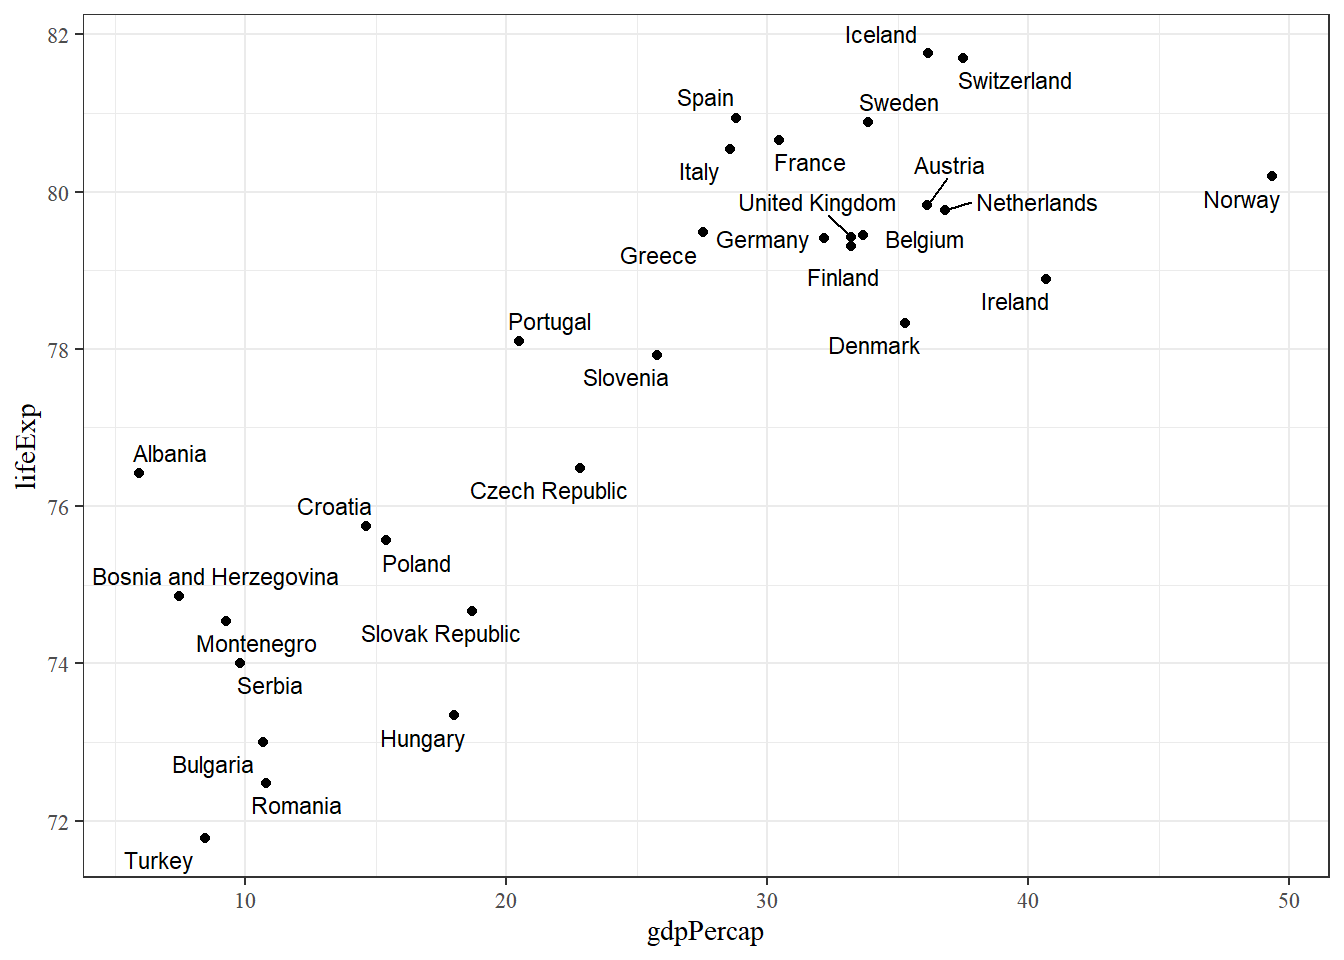 82
Iceland
Switzerland
Spain
Sweden
Italy
France
Austria
80
Norway
United Kingdom
Netherlands
Germany
Belgium
Greece
Finland
Ireland
Portugal
78
Denmark
Slovenia
lifeExp
Albania
Czech Republic
76
Croatia
Poland
Bosnia and Herzegovina
Slovak Republic
Montenegro
74
Serbia
Hungary
Bulgaria
Romania
72
Turkey
10
20
30
40
50
gdpPercap